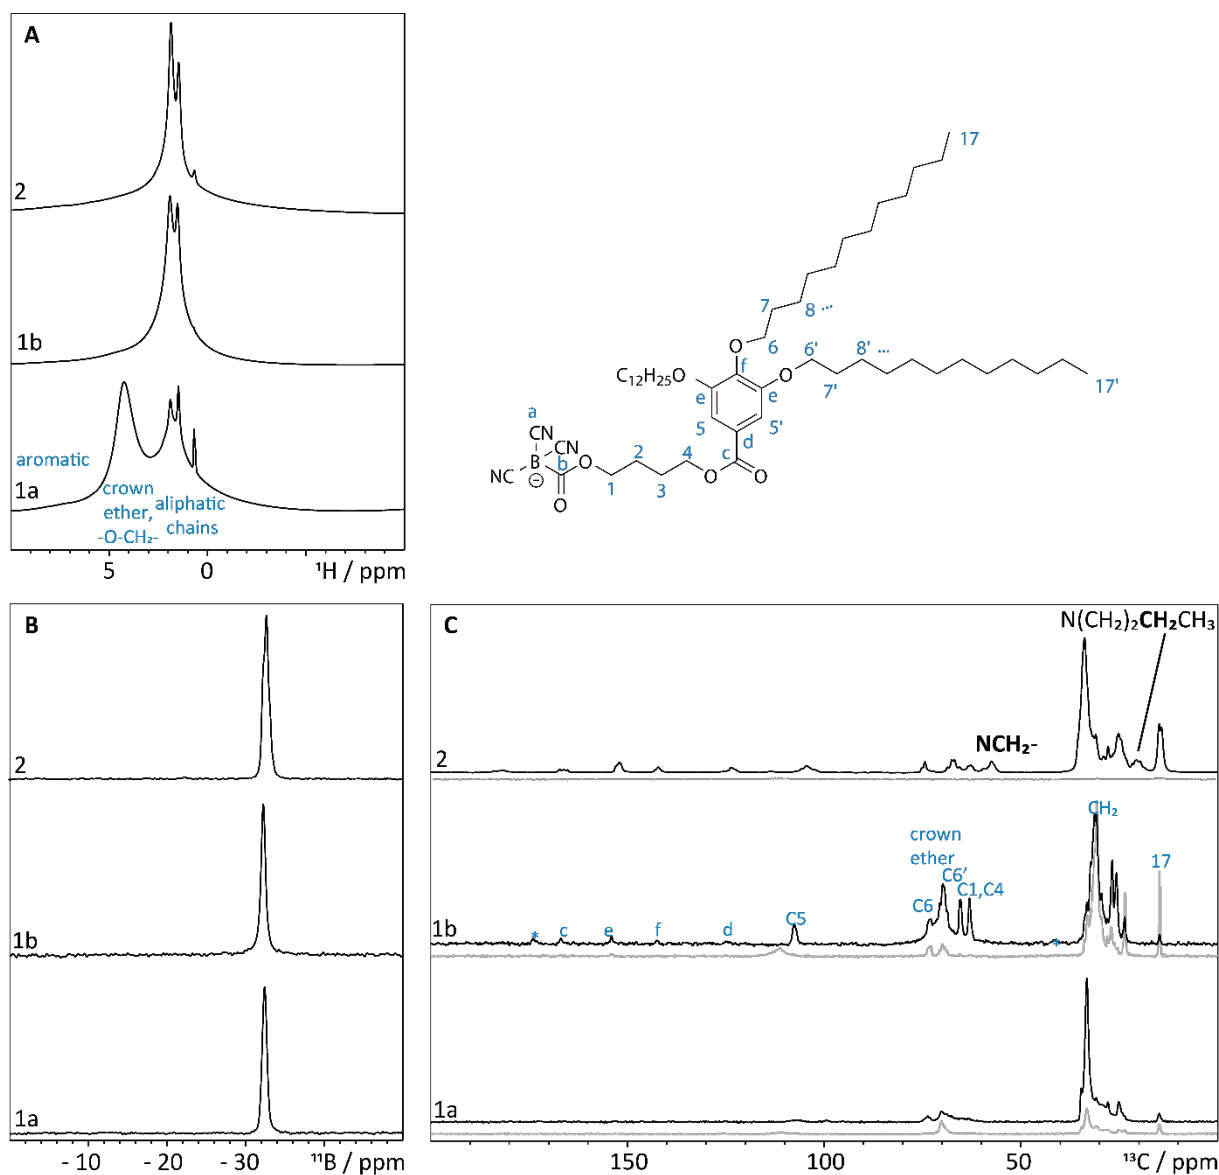 A
2
1b
1a
aromatic
crown
ether,
-O-CH₂-
aliphatic
chains
5 0 ¹H / ppm
17
7
8 ...
6
O
6'
8' ...
C₁₂H₂₅O
f
O
7'
17'
e
e
a
5
5'
CN
d
CN
2
4
c
O
NC
B
b
O
⊖
1
3
O
O
B
2
1b
1a
- 10 - 20 - 30 ¹¹B / ppm
C
N(CH₂)₂CH₂CH₃
NCH₂-
2
CH₂
crown
ether
C6'
C1,C4
17
C6
C5
1b
* c e f d *
1a
150 100 50 ¹³C / ppm